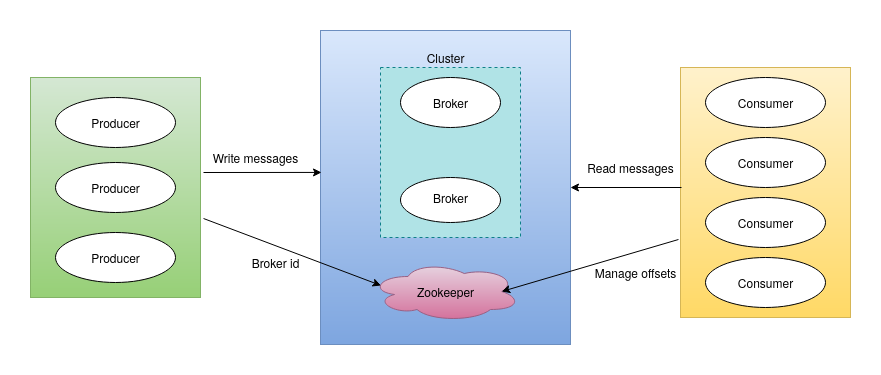 Producer
Producer
Producer
Write messages
Broker id
Cluster
Broker
Broker
Zookeeper
Read messages
Manage offsets
Consumer
Consumer
Consumer
Consumer